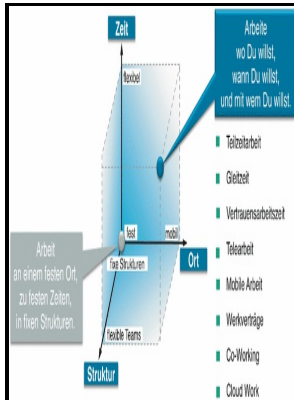 Zeit
flexibel
Arbeite
wo Du willst,
wann Du willst,
und mit wem Du willst.
Teilzeitarbeit
Gleitzeit
Vertrauensarbeitszeit
Telearbeit
Mobile Arbeit
Werkverträge
Co-Working
Cloud Work
fest
mobil
fixe Strukturen
Ort
Arbeit
an einem festen Ort,
zu festen Zeiten,
in fixen Strukturen.
flexible Teams
Struktur